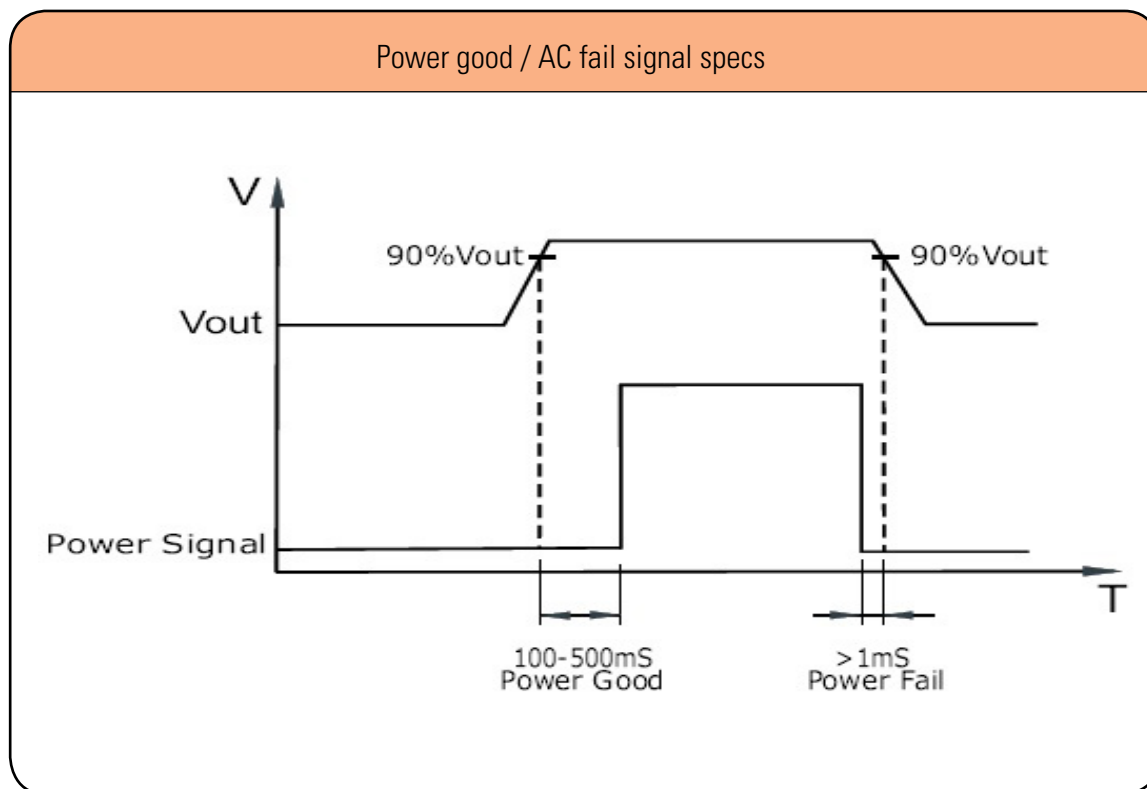 Power good / AC fail signal specs
V
90%Vout
90%Vout
Vout
Power Signal
T
100-500mS
Power Good
>1mS
Power Fail